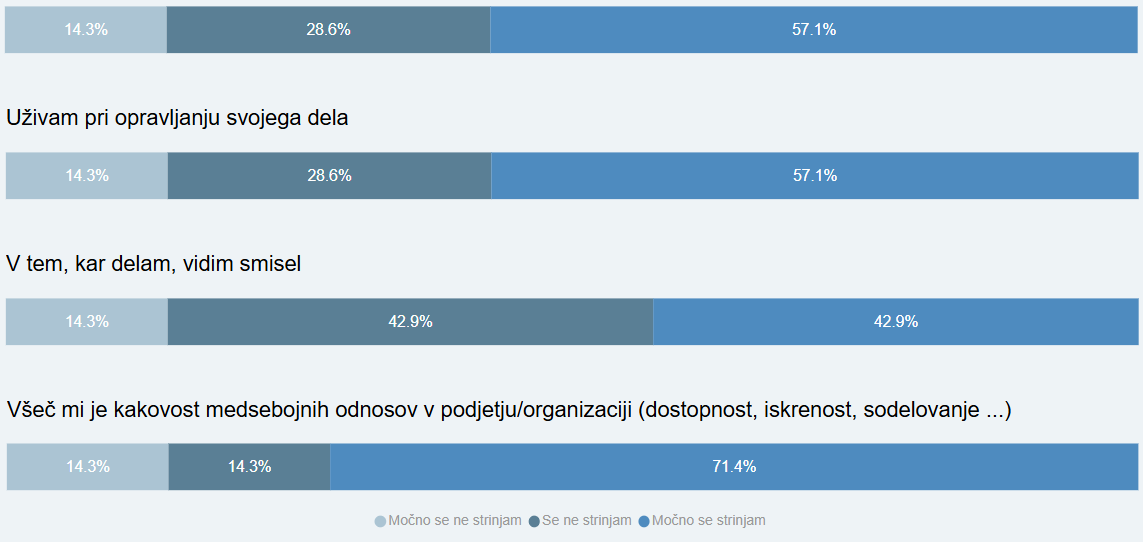 14.3% 28.6% 57.1%
Uživam pri opravljanju svojega dela
14.3% 28.6% 57.1%
V tem, kar delam, vidim smisel
14.3% 42.9% 42.9%
Všeč mi je kakovost medsebojnih odnosov v podjetju/organizaciji (dostopnost, iskrenost, sodelovanje ...)
14.3% 14.3% 71.4%
Močno se ne strinjam Se ne strinjam Močno se strinjam